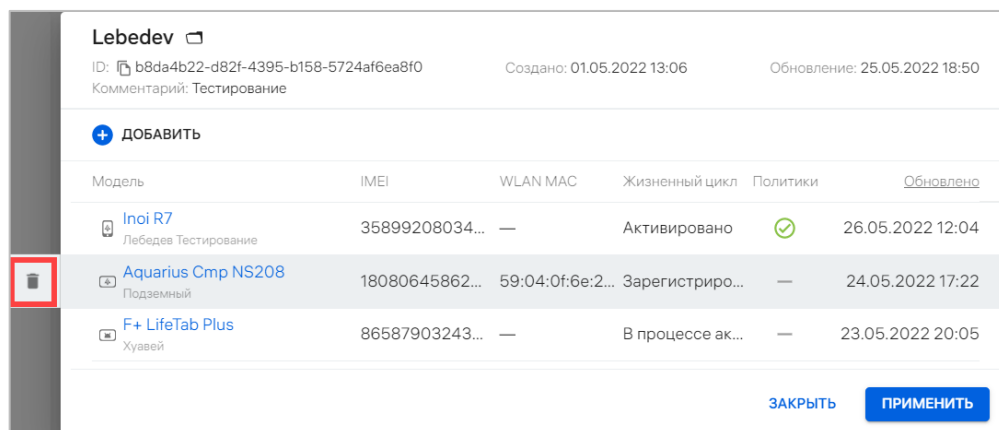 Lebedev
ID: b8da4b22-d82f-4395-b158-5724af6ea8f0 Создано: 01.05.2022 13:06 Обновление: 25.05.2022 18:50
Комментарий: Тестирование
ДОБАВИТЬ
Модель IMEI WLAN MAC Жизненный цикл Политики Обновлено
Inoi R7 35899208034... — Активировано 26.05.2022 12:04
Лебедев Тестирование
Aquarius Cmp NS208 18080645862... 59:04:0f:6e:2... Зарегистриро... — 24.05.2022 17:22
Подземный
F+ LifeTab Plus 86587903243... — В процессе ак... — 23.05.2022 20:05
Хуавей
ЗАКРЫТЬ ПРИМЕНИТЬ